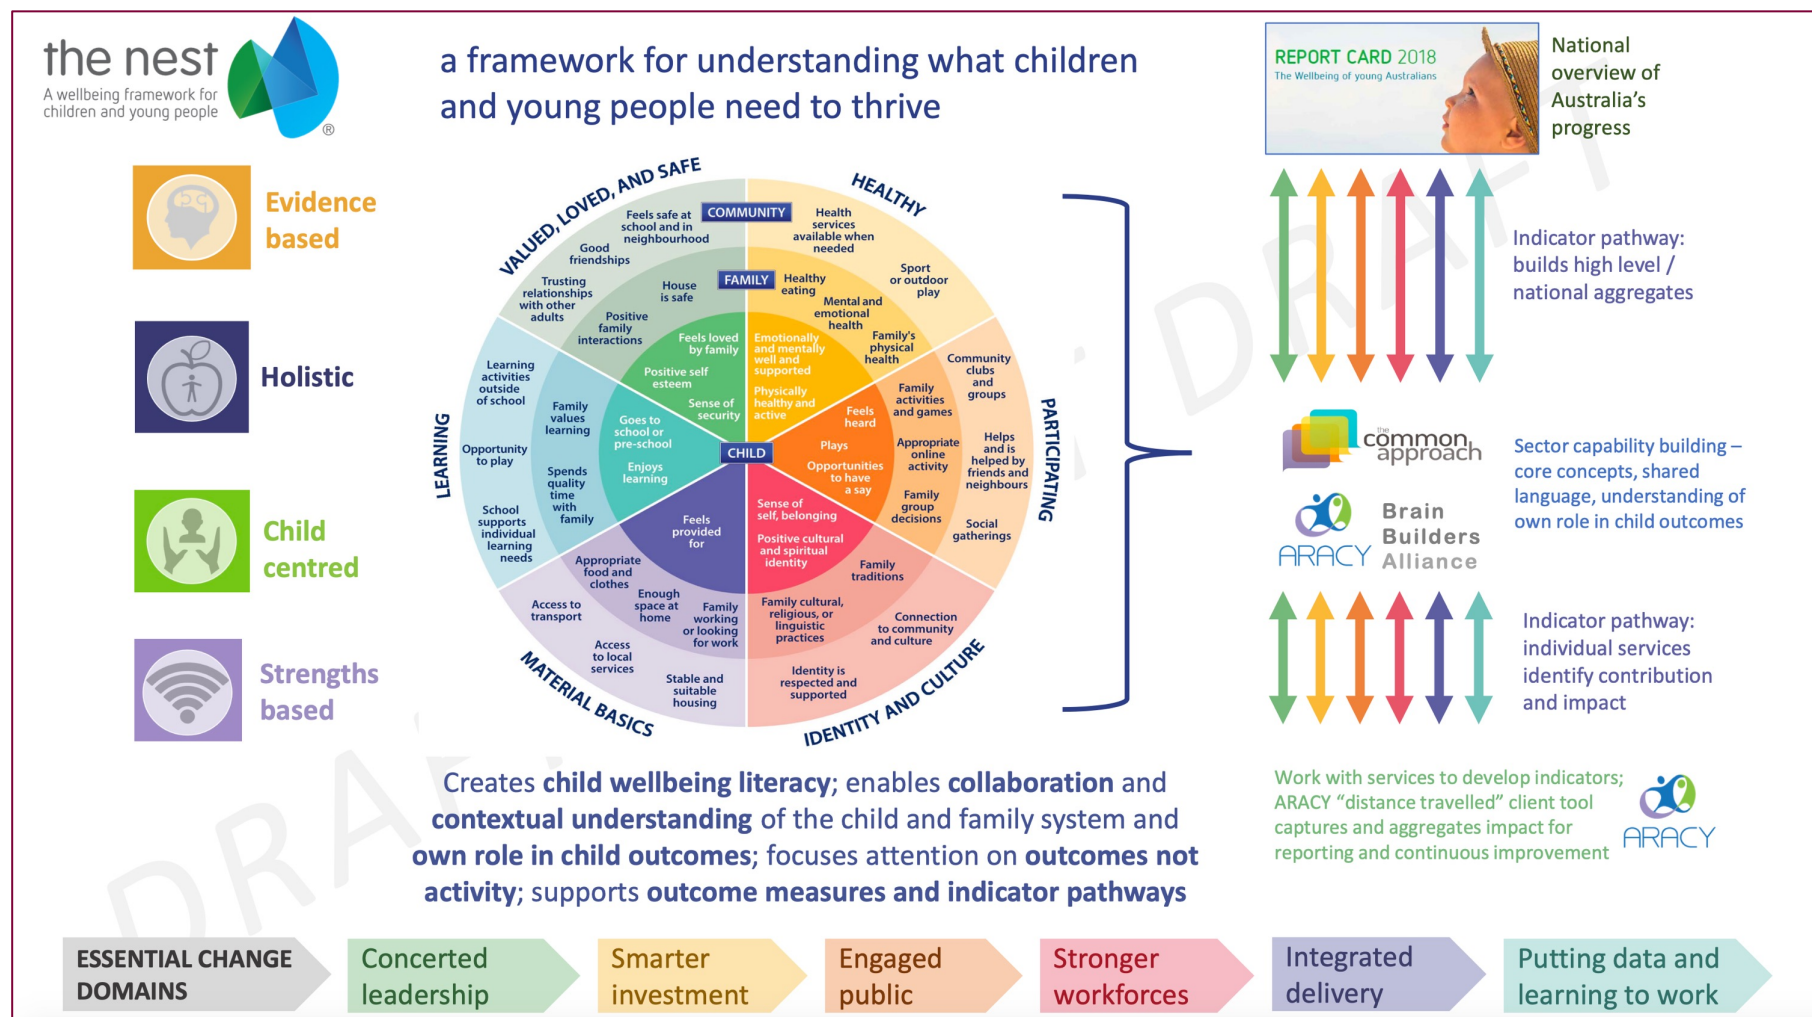 the nest
A wellbeing framework for
children and young people
®
a framework for understanding what children
and young people need to thrive
REPORT CARD 2018
The Wellbeing of young Australians
National
overview of
Australia's
progress
Evidence
based
Holistic
Child
centred
Strengths
based
VALUED, LOVED, AND SAFE
COMMUNITY
Feels safe at
school and in
neighbourhood
Good
friendships
Trusting
relationships
with other
adults
FAMILY
House
is safe
Positive
family
interactions
Feels loved
by family
Positive self
esteem
Sense of
security
HEALTHY
Health
services
available when
needed
Sport
or outdoor
play
Healthy
eating
Mental and
emotional
health
Family's
physical
health
Emotionally
and mentally
well and
supported
Physically
healthy and
active
LEARNING
Learning
activities
outside
of school
Opportunity
to play
School
supports
individual
learning
needs
Family
values
learning
Spends
quality
time
with
family
Goes to
school or
pre-school
Enjoys
learning
CHILD
PARTICIPATING
Feels
heard
Plays
Opportunities
to have
a say
Family
activities
and games
Appropriate
online
activity
Family
group
decisions
Community
clubs
and
groups
Helps
and is
helped by
friends and
neighbours
Social
gatherings
MATERIAL BASICS
Feels
provided
for
Appropriate
food and
clothes
Enough
space at
home
Family
working
or looking
for work
Access to
transport
Access
to local
services
Stable and
suitable
housing
IDENTITY AND CULTURE
Sense of
self, belonging
Positive cultural
and spiritual
identity
Family
traditions
Family cultural,
religious, or
linguistic
practices
Connection
to community
and culture
Identity is
respected and
supported
Indicator pathway:
builds high level /
national aggregates
the
common
approach
Sector capability building –
core concepts, shared
language, understanding of
own role in child outcomes
ARACY
Brain
Builders
Alliance
Indicator pathway:
individual services
identify contribution
and impact
Work with services to develop indicators;
ARACY “distance travelled” client tool
captures and aggregates impact for
reporting and continuous improvement
ARACY
Creates child wellbeing literacy; enables collaboration and
contextual understanding of the child and family system and
own role in child outcomes; focuses attention on outcomes not
activity; supports outcome measures and indicator pathways
ESSENTIAL CHANGE
DOMAINS
Concerted
leadership
Smarter
investment
Engaged
public
Stronger
workforces
Integrated
delivery
Putting data and
learning to work
DRAFT
DRAFT